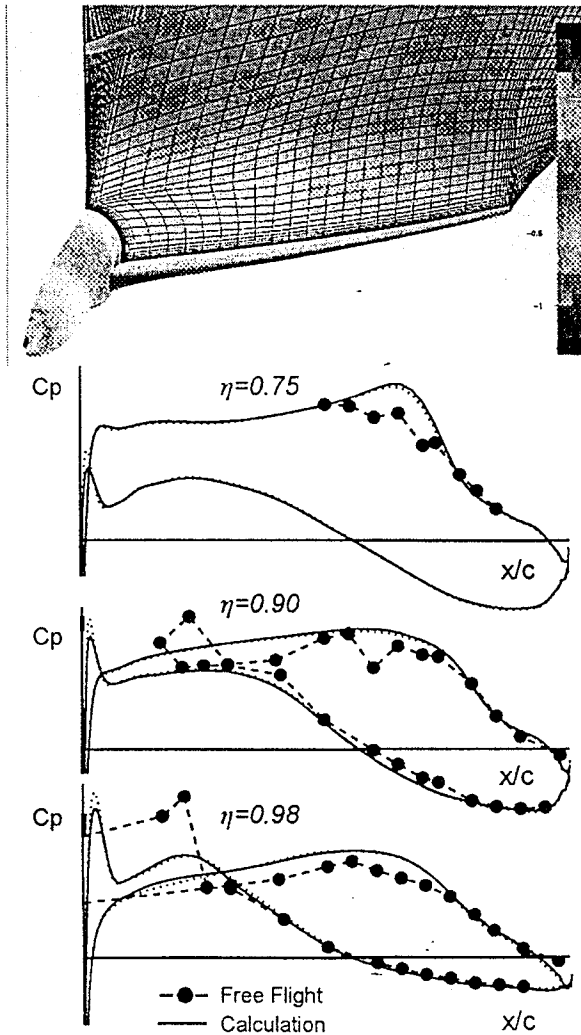 -0.5
-1
Cp
η=0.75
x/c
Cp
η=0.90
x/c
Cp
η=0.98
Free Flight
Calculation
x/c